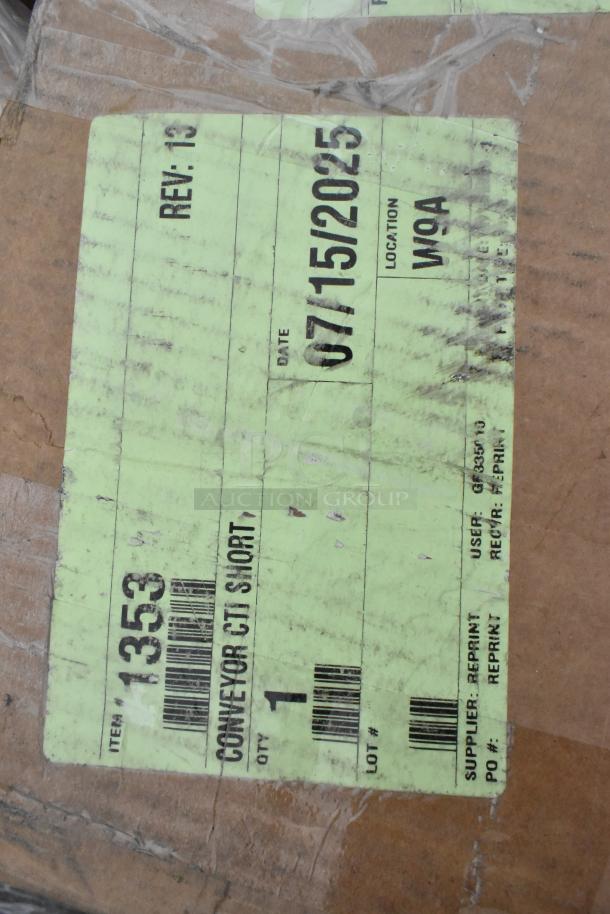 ITEM # 1353
REV: 13
CONVEYOR CTI SHORT,
QTY 1
DATE 07/15/2025
LOT #
LOCATION W9A
SUPPLIER: REPRINT
USER:
PO #: REPRINT
RECVR: REPRINT
AUCTION GROUP